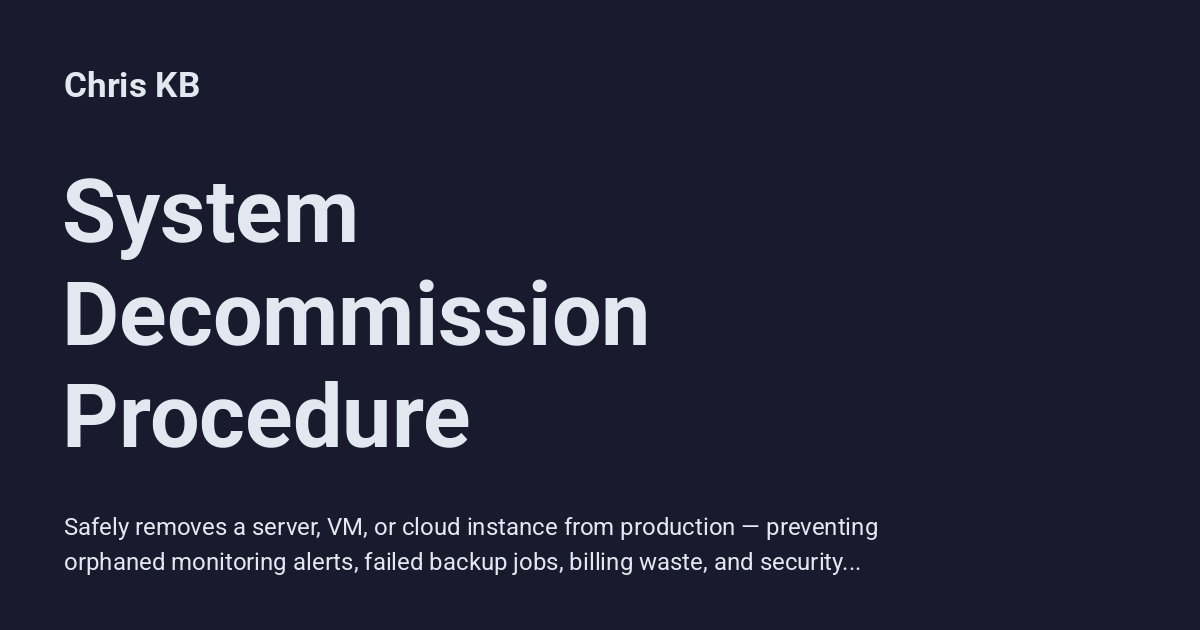 Chris KB
System
Decommission
Procedure
Safely removes a server, VM, or cloud instance from production — preventing
orphaned monitoring alerts, failed backup jobs, billing waste, and security...